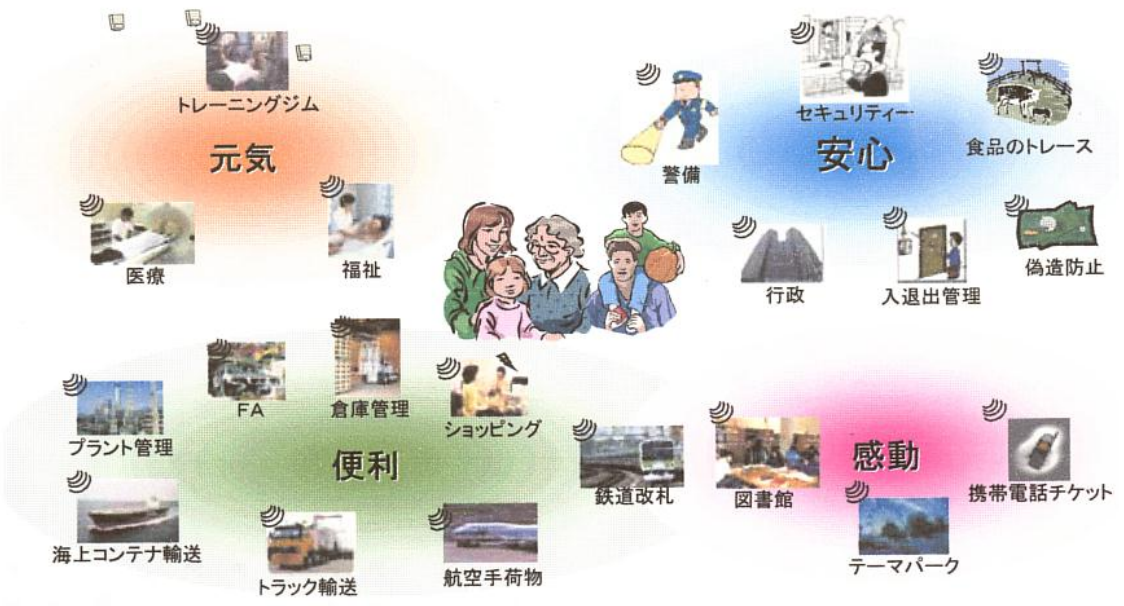 トレーニングジム
元気
医療
福祉
セキュリティー
安心
食品のトレース
警備
行政
入退出管理
偽造防止
FA
倉庫管理
ショッピング
プラント管理
便利
鉄道改札
海上コンテナ輸送
トラック輸送
航空手荷物
図書館
感動
携帯電話チケット
テーマパーク